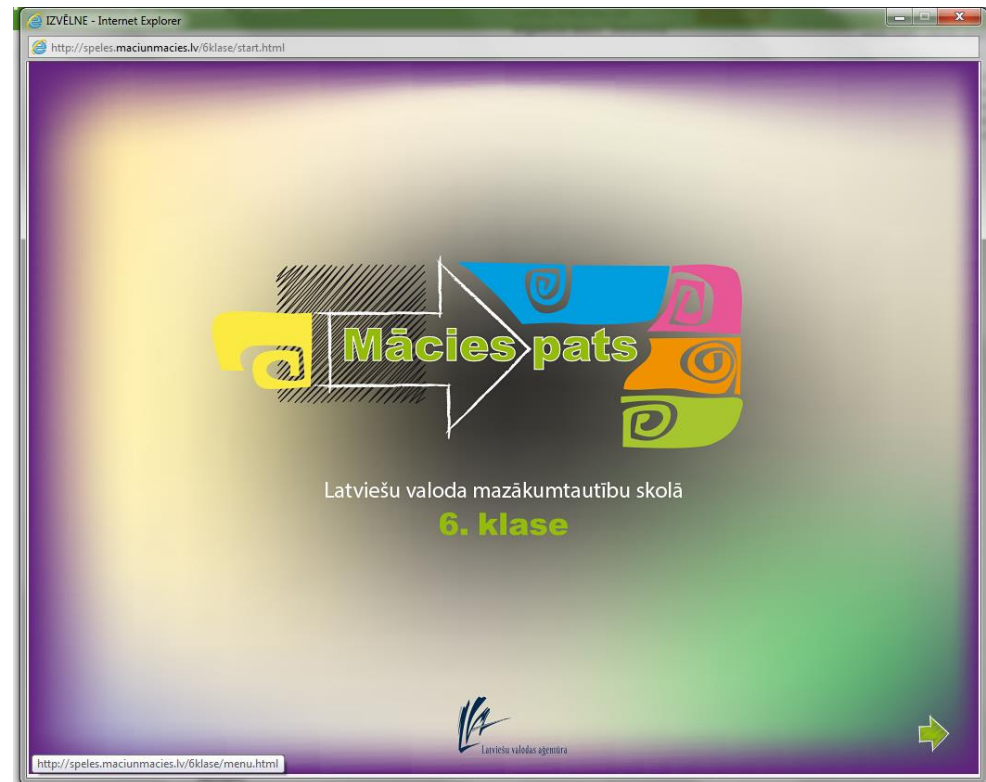 IZVĒLNE - Internet Explorer
http://speles.maciunmacies.lv/6klase/start.html
Mācies pats
Latviešu valoda mazākumtautību skolā
6. klase
Latviešu valodas aģentūra
http://speles.maciunmacies.lv/6klase/menu.html